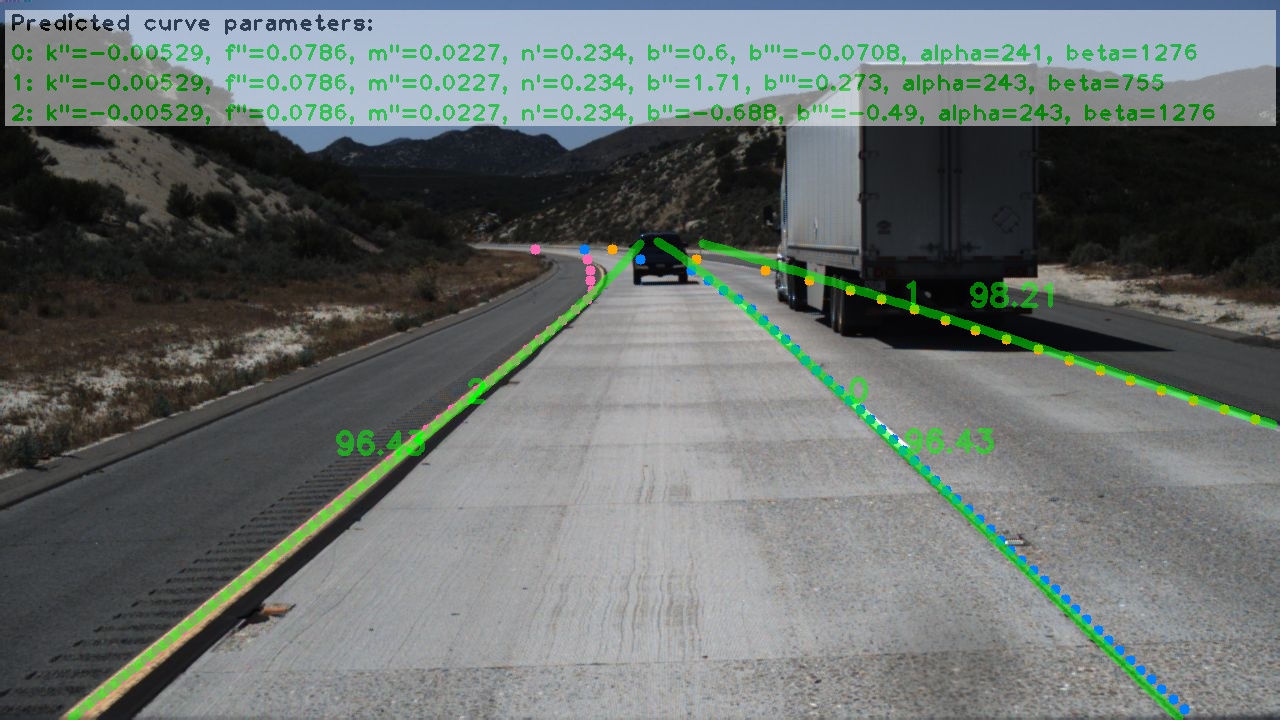 Predicted curve parameters:
0: k''=−0.00529, f''=0.0786, m''=0.0227, n'=0.234, b''=0.6, b'''=−0.0708, alpha=241, beta=1276
1: k''=−0.00529, f''=0.0786, m''=0.0227, n'=0.234, b''=1.71, b'''=0.273, alpha=243, beta=755
2: k''=−0.00529, f''=0.0786, m''=0.0227, n'=0.234, b''=−0.688, b'''=−0.49, alpha=243, beta=1276
1 98.21
2 0
96.43 96.43